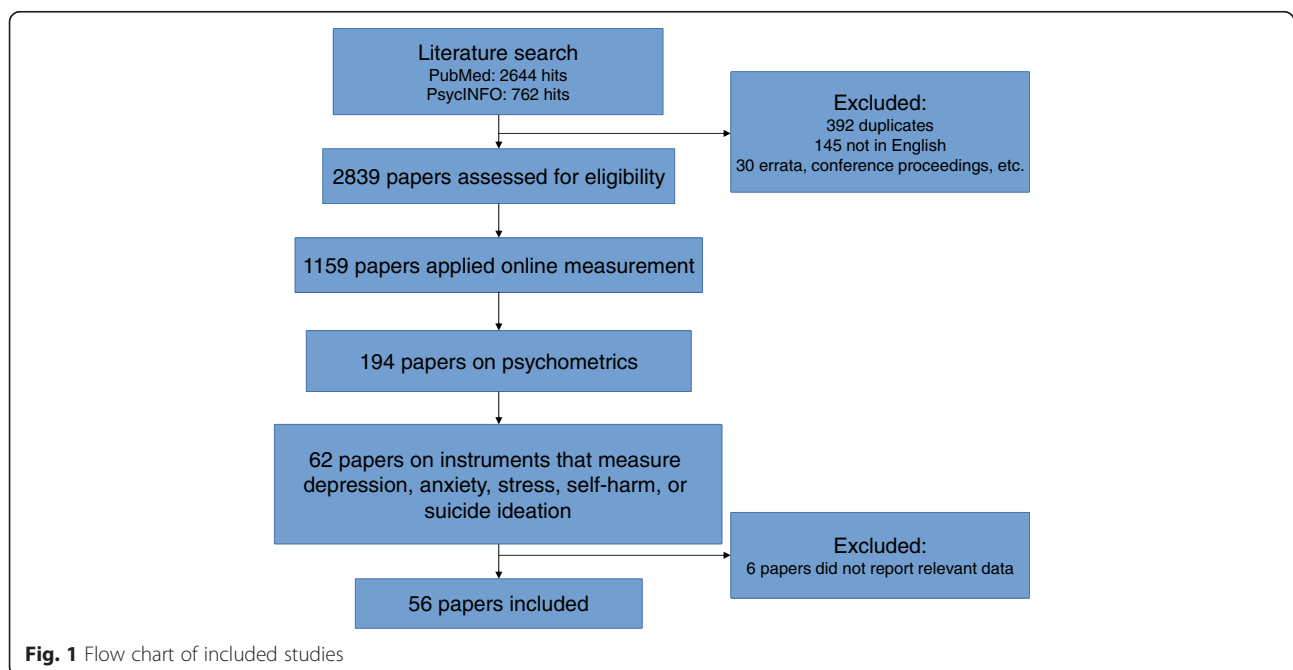 Literature search
PubMed: 2644 hits
PsycINFO: 762 hits
Excluded:
392 duplicates
145 not in English
30 errata, conference proceedings, etc.
2839 papers assessed for eligibility
1159 papers applied online measurement
194 papers on psychometrics
62 papers on instruments that measure
depression, anxiety, stress, self-harm, or
suicide ideation
Excluded:
6 papers did not report relevant data
56 papers included
Fig. 1 Flow chart of included studies